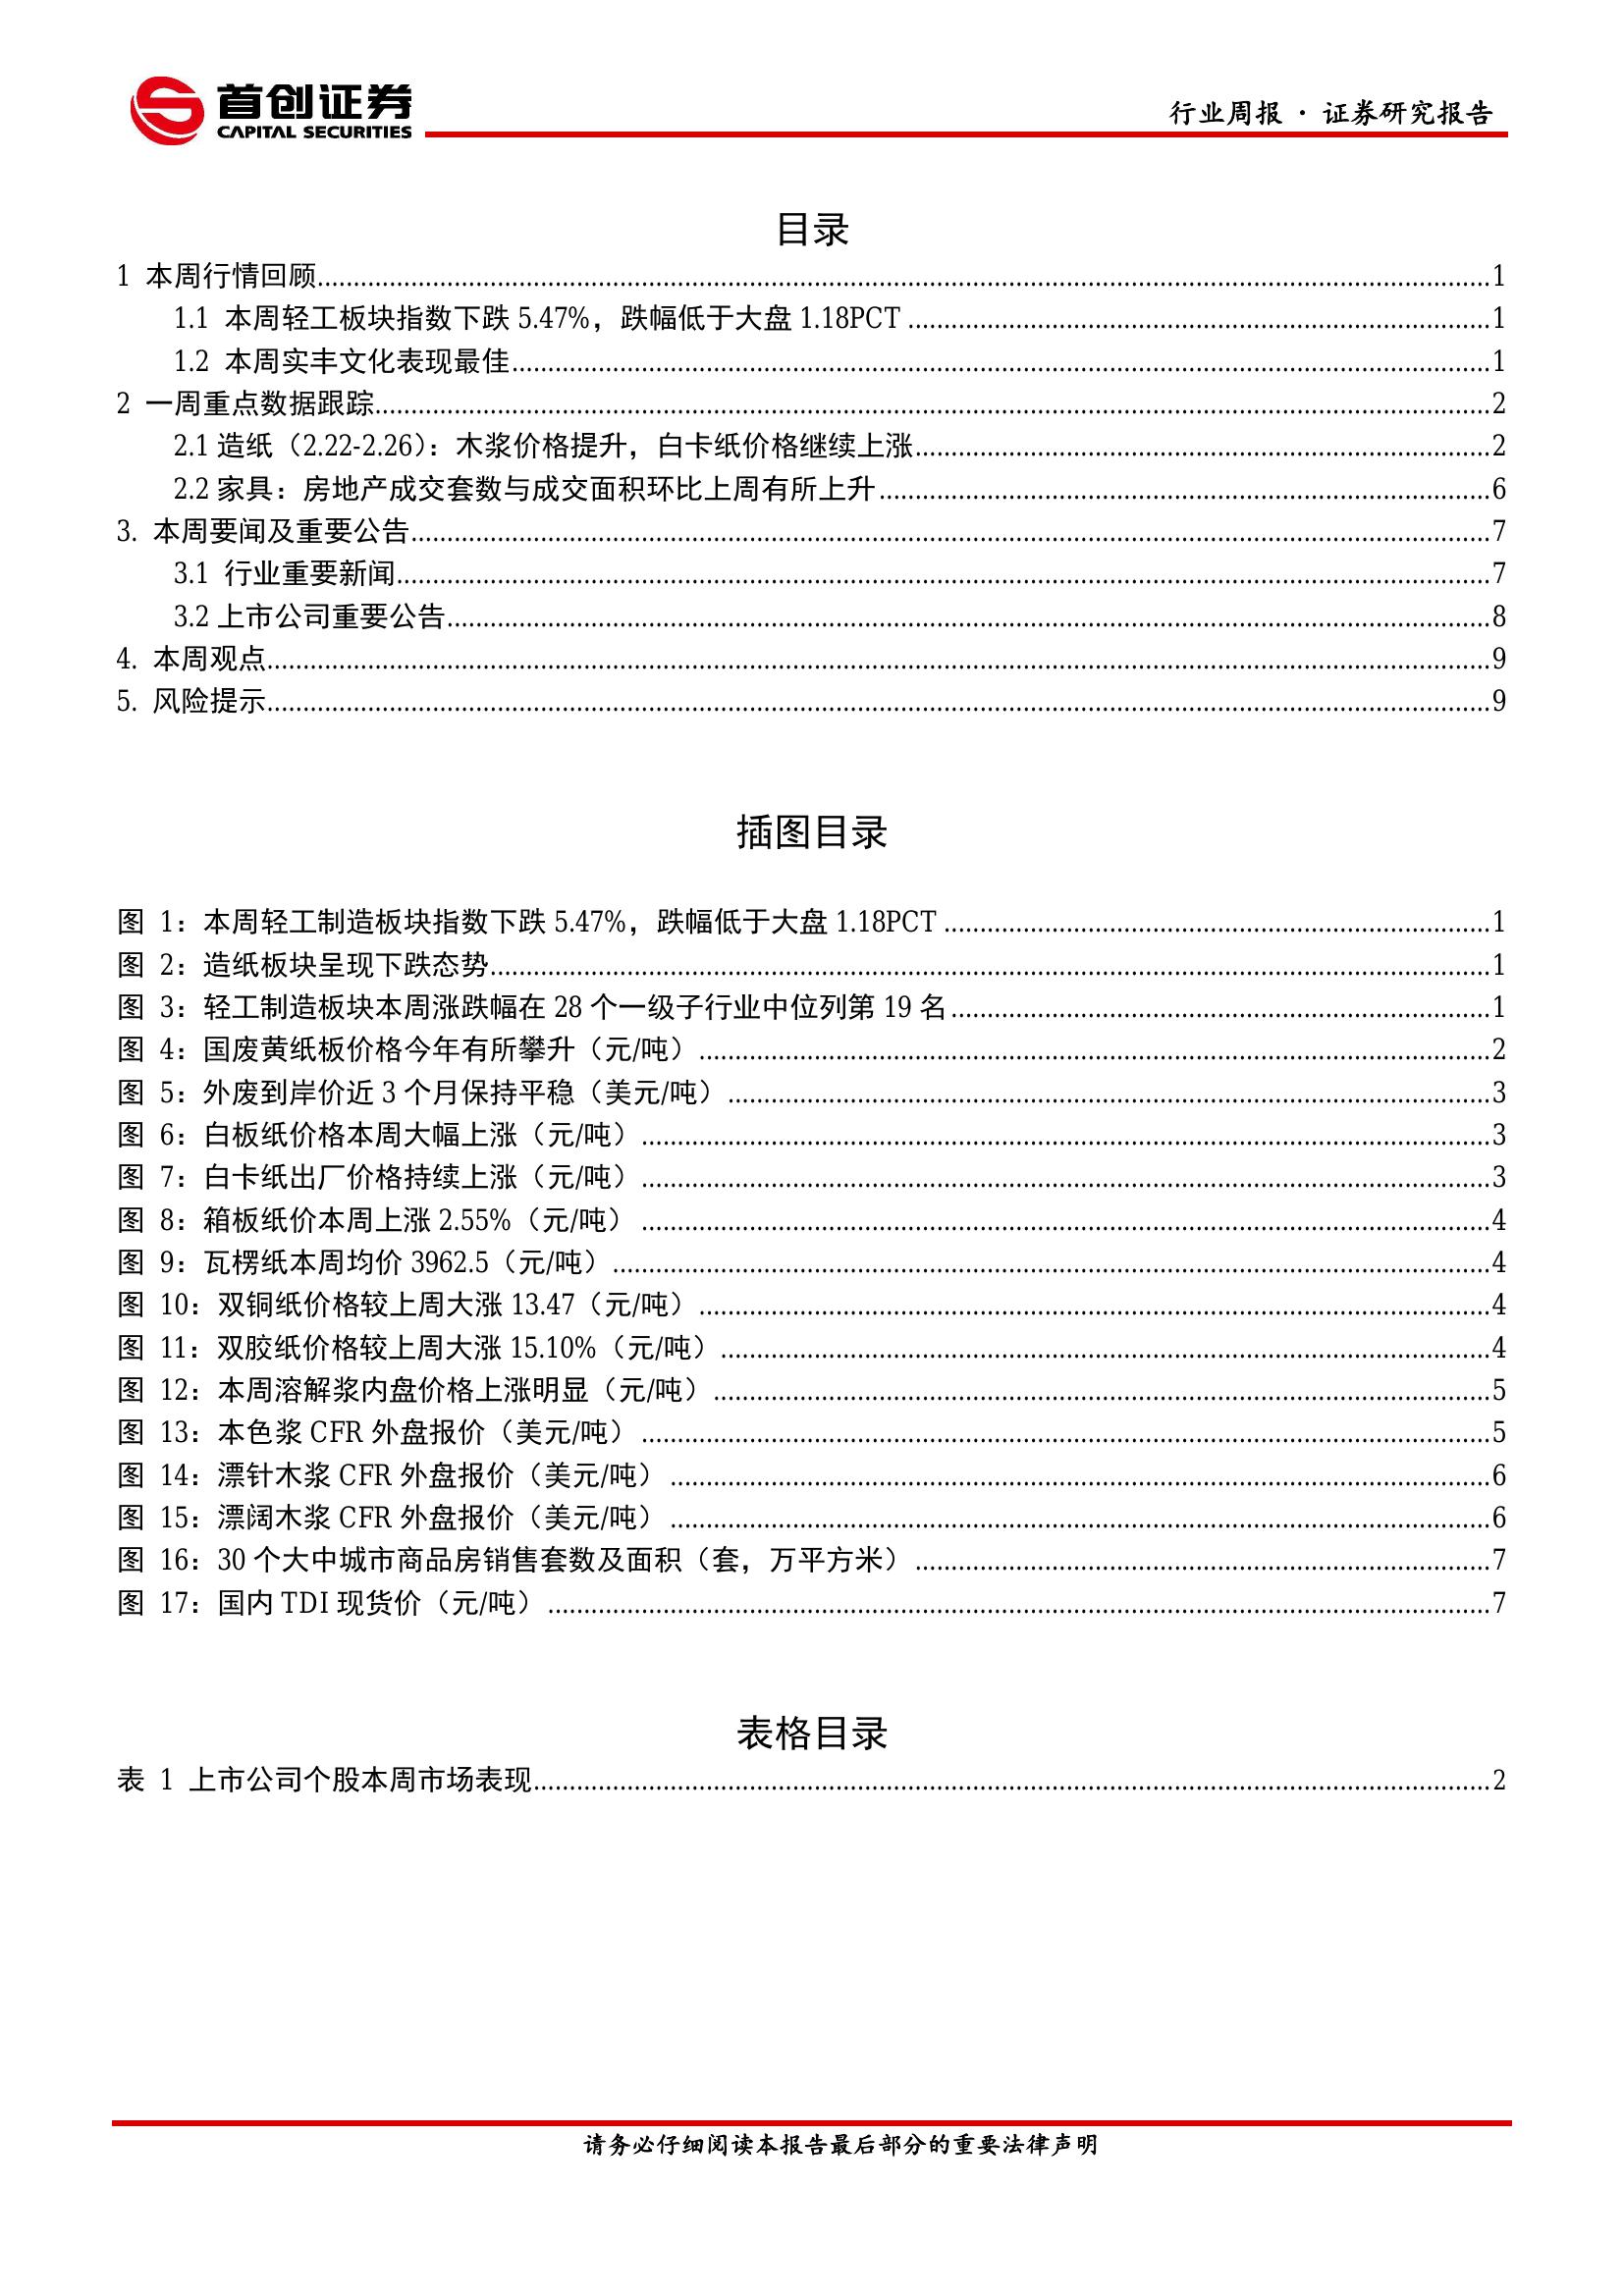 首创证券
CAPITAL SECURITIES
行业周报 · 证券研究报告
目录
1 本周行情回顾 1
1.1 本周轻工板块指数下跌 5.47%，跌幅低于大盘 1.18PCT 1
1.2 本周实丰文化表现最佳 1
2 一周重点数据跟踪 2
2.1 造纸（2.22-2.26）：木浆价格提升，白卡纸价格继续上涨 2
2.2 家具：房地产成交套数与成交面积环比上周有所上升 6
3. 本周要闻及重要公告 7
3.1 行业重要新闻 7
3.2 上市公司重要公告 8
4. 本周观点 9
5. 风险提示 9
插图目录
图 1：本周轻工制造板块指数下跌 5.47%，跌幅低于大盘 1.18PCT 1
图 2：造纸板块呈现下跌态势 1
图 3：轻工制造板块本周涨跌幅在 28 个一级子行业中位列第 19 名 1
图 4：国废黄纸板价格今年有所攀升（元/吨） 2
图 5：外废到岸价近 3 个月保持平稳（美元/吨） 3
图 6：白板纸价格本周大幅上涨（元/吨） 3
图 7：白卡纸出厂价格持续上涨（元/吨） 3
图 8：箱板纸价本周上涨 2.55%（元/吨） 4
图 9：瓦楞纸本周均价 3962.5（元/吨） 4
图 10：双铜纸价格较上周大涨 13.47（元/吨） 4
图 11：双胶纸价格较上周大涨 15.10%（元/吨） 4
图 12：本周溶解浆内盘价格上涨明显（元/吨） 5
图 13：本色浆 CFR 外盘报价（美元/吨） 5
图 14：漂针木浆 CFR 外盘报价（美元/吨） 6
图 15：漂阔木浆 CFR 外盘报价（美元/吨） 6
图 16：30 个大中城市商品房销售套数及面积（套，万平方米） 7
图 17：国内 TDI 现货价（元/吨） 7
表格目录
表 1 上市公司个股本周市场表现 2
请务必仔细阅读本报告最后部分的重要法律声明